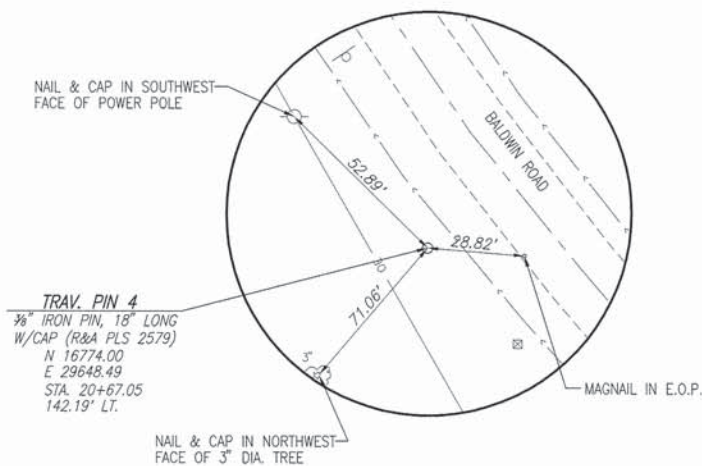 NAIL & CAP IN SOUTHWEST
FACE OF POWER POLE
BALDWIN ROAD
52.89'
28.82'
30
71.06'
TRAV. PIN 4
⅜" IRON PIN, 18" LONG
W/CAP (R&A PLS 2579)
N 16774.00
E 29648.49
STA. 20+67.05
142.19' LT.
3"
P
MAGNAIL IN E.O.P.
NAIL & CAP IN NORTHWEST
FACE OF 3" DIA. TREE